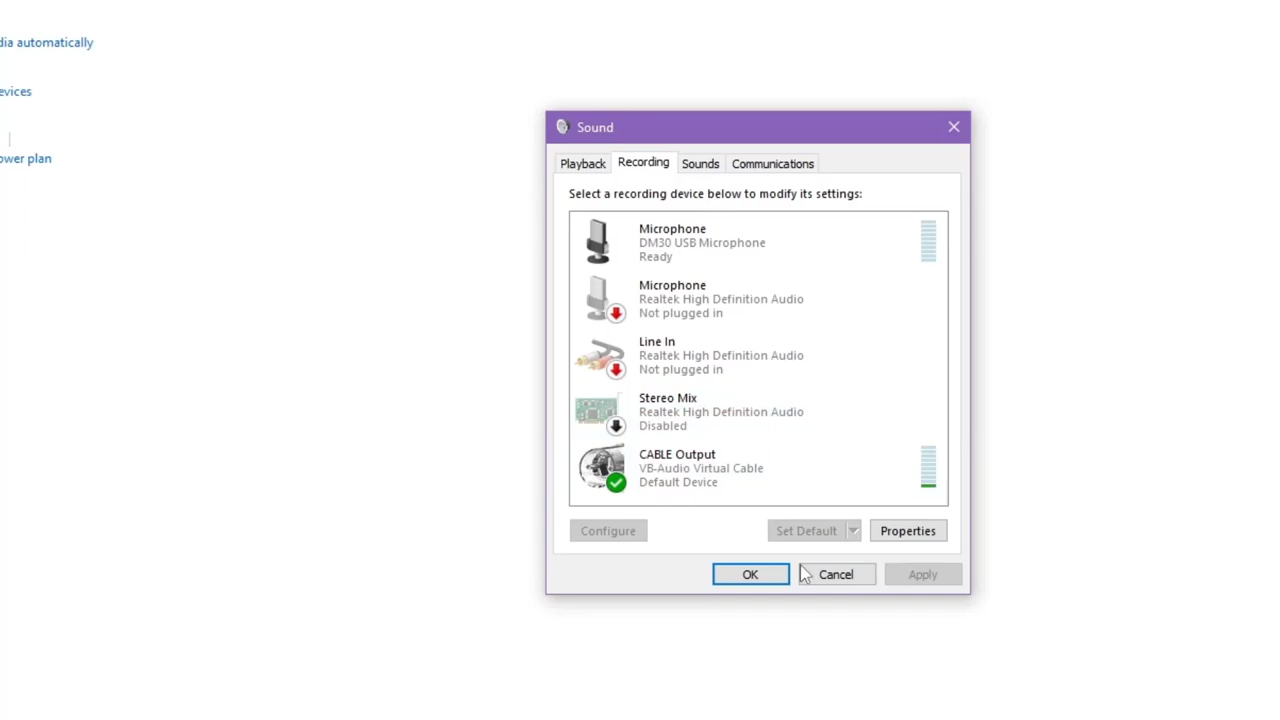 dia automatically
evices
ower plan
Sound
Playback Recording Sounds Communications
Select a recording device below to modify its settings:
Microphone
DM30 USB Microphone
Ready
Microphone
Realtek High Definition Audio
Not plugged in
Line In
Realtek High Definition Audio
Not plugged in
Stereo Mix
Realtek High Definition Audio
Disabled
CABLE Output
VB-Audio Virtual Cable
Default Device
Configure Set Default Properties
OK Cancel Apply